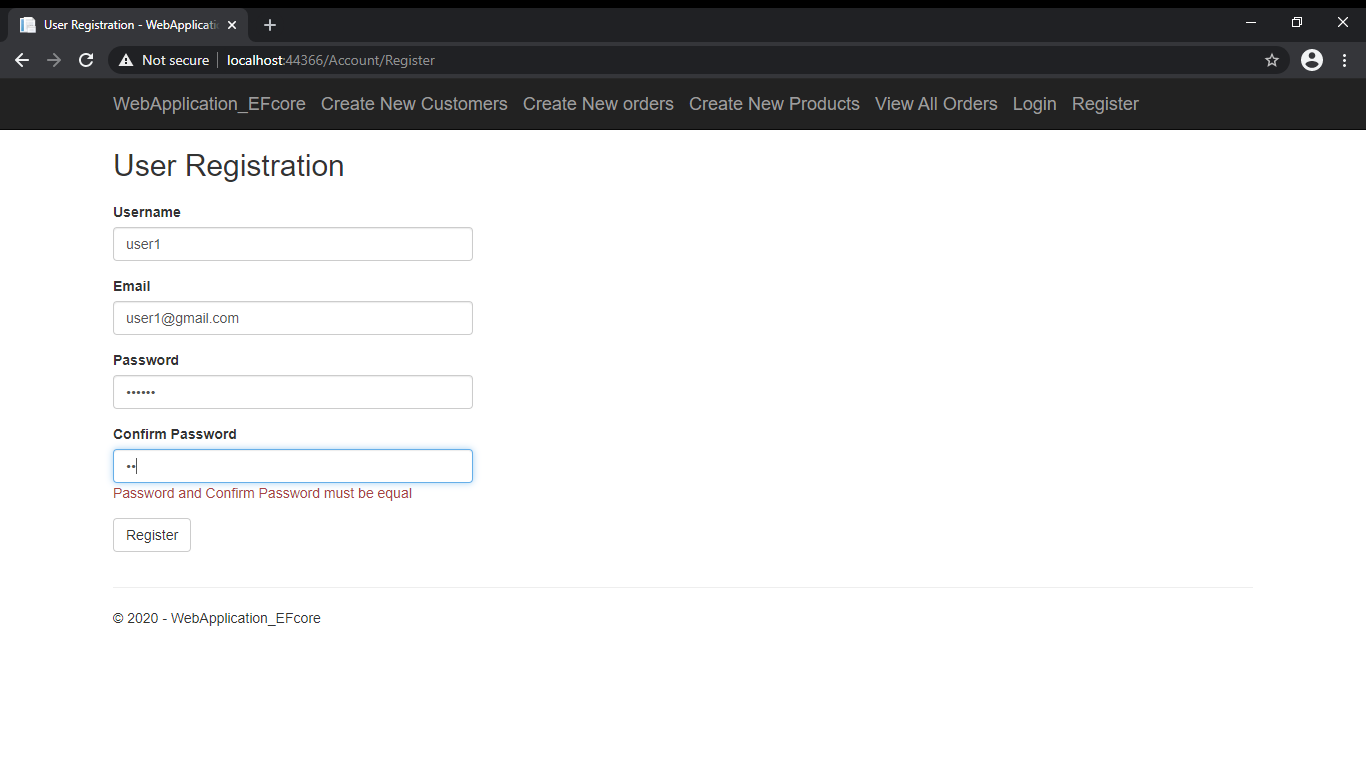 User Registration - WebApplicati
Not secure localhost:44366/Account/Register
WebApplication_EFcore Create New Customers Create New orders Create New Products View All Orders Login Register
User Registration
Username
user1
Email
user1@gmail.com
Password
••••••
Confirm Password
••
Password and Confirm Password must be equal
Register
© 2020 - WebApplication_EFcore